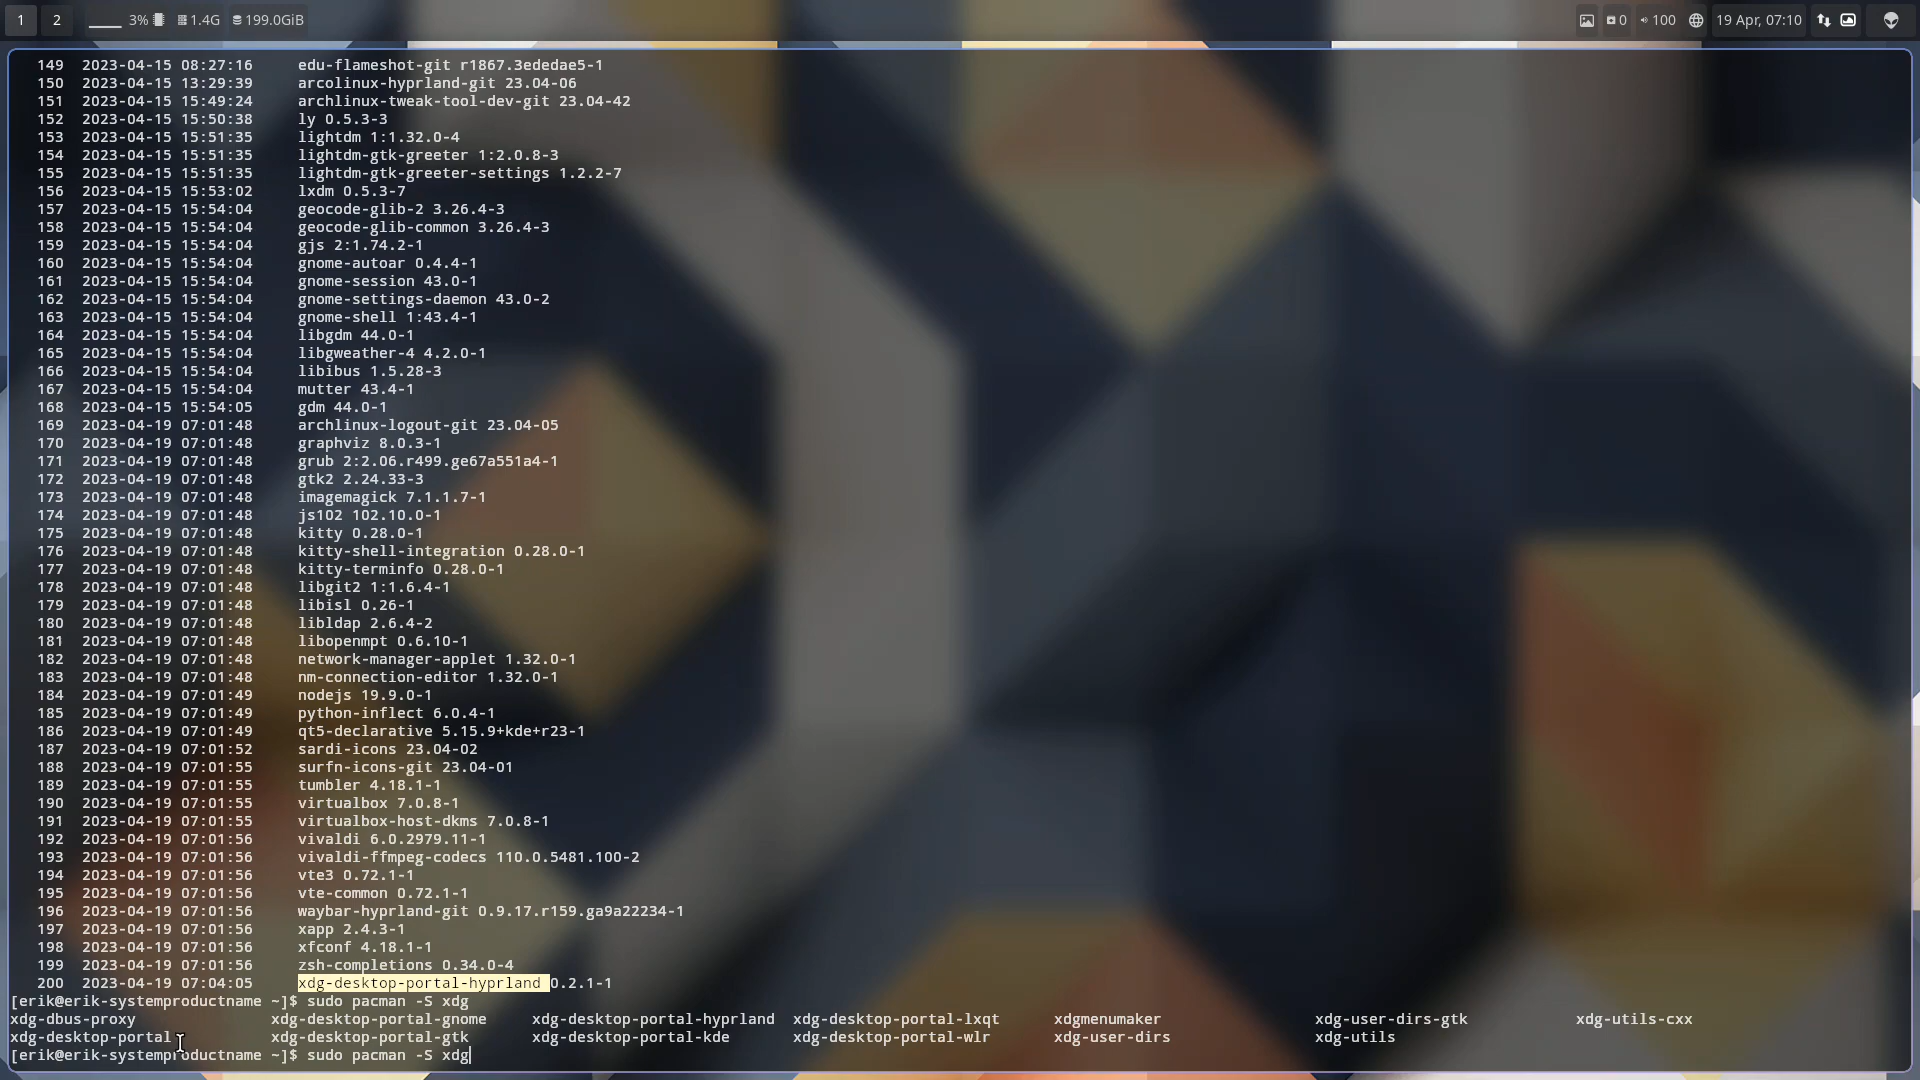 1 2 3% 1.4G 199.0GiB 0 100 19 Apr, 07:10
149 2023-04-15 08:27:16 edu-flameshot-git r1867.3ededae5-1
150 2023-04-15 13:29:39 arcolinux-hyprland-git 23.04-06
151 2023-04-15 15:49:24 archlinux-tweak-tool-dev-git 23.04-42
152 2023-04-15 15:50:38 ly 0.5.3-3
153 2023-04-15 15:51:35 lightdm 1:1.32.0-4
154 2023-04-15 15:51:35 lightdm-gtk-greeter 1:2.0.8-3
155 2023-04-15 15:51:35 lightdm-gtk-greeter-settings 1.2.2-7
156 2023-04-15 15:53:02 lxdm 0.5.3-7
157 2023-04-15 15:54:04 geocode-glib-2 3.26.4-3
158 2023-04-15 15:54:04 geocode-glib-common 3.26.4-3
159 2023-04-15 15:54:04 gjs 2:1.74.2-1
160 2023-04-15 15:54:04 gnome-autoar 0.4.4-1
161 2023-04-15 15:54:04 gnome-session 43.0-1
162 2023-04-15 15:54:04 gnome-settings-daemon 43.0-2
163 2023-04-15 15:54:04 gnome-shell 1:43.4-1
164 2023-04-15 15:54:04 libgdm 44.0-1
165 2023-04-15 15:54:04 libgweather-4 4.2.0-1
166 2023-04-15 15:54:04 libibus 1.5.28-3
167 2023-04-15 15:54:04 mutter 43.4-1
168 2023-04-15 15:54:05 gdm 44.0-1
169 2023-04-19 07:01:48 archlinux-logout-git 23.04-05
170 2023-04-19 07:01:48 graphviz 8.0.3-1
171 2023-04-19 07:01:48 grub 2:2.06.r499.ge67a551a4-1
172 2023-04-19 07:01:48 gtk2 2.24.33-3
173 2023-04-19 07:01:48 imagemagick 7.1.1.7-1
174 2023-04-19 07:01:48 js102 102.10.0-1
175 2023-04-19 07:01:48 kitty 0.28.0-1
176 2023-04-19 07:01:48 kitty-shell-integration 0.28.0-1
177 2023-04-19 07:01:48 kitty-terminfo 0.28.0-1
178 2023-04-19 07:01:48 libgit2 1:1.6.4-1
179 2023-04-19 07:01:48 libisl 0.26-1
180 2023-04-19 07:01:48 libldap 2.6.4-2
181 2023-04-19 07:01:48 libopenmpt 0.6.10-1
182 2023-04-19 07:01:48 network-manager-applet 1.32.0-1
183 2023-04-19 07:01:48 nm-connection-editor 1.32.0-1
184 2023-04-19 07:01:49 nodejs 19.9.0-1
185 2023-04-19 07:01:49 python-inflect 6.0.4-1
186 2023-04-19 07:01:49 qt5-declarative 5.15.9+kde+r23-1
187 2023-04-19 07:01:52 sardi-icons 23.04-02
188 2023-04-19 07:01:55 surfn-icons-git 23.04-01
189 2023-04-19 07:01:55 tumbler 4.18.1-1
190 2023-04-19 07:01:55 virtualbox 7.0.8-1
191 2023-04-19 07:01:55 virtualbox-host-dkms 7.0.8-1
192 2023-04-19 07:01:56 vivaldi 6.0.2979.11-1
193 2023-04-19 07:01:56 vivaldi-ffmpeg-codecs 110.0.5481.100-2
194 2023-04-19 07:01:56 vte3 0.72.1-1
195 2023-04-19 07:01:56 vte-common 0.72.1-1
196 2023-04-19 07:01:56 waybar-hyprland-git 0.9.17.r159.ga9a22234-1
197 2023-04-19 07:01:56 xapp 2.4.3-1
198 2023-04-19 07:01:56 xfconf 4.18.1-1
199 2023-04-19 07:01:56 zsh-completions 0.34.0-4
200 2023-04-19 07:04:05 xdg-desktop-portal-hyprland 0.2.1-1
[erik@erik-systemproductname ~]$ sudo pacman -S xdg
xdg-dbus-proxy xdg-desktop-portal-gnome xdg-desktop-portal-hyprland xdg-desktop-portal-lxqt xdgmenumaker xdg-user-dirs-gtk xdg-utils-cxx
xdg-desktop-portal xdg-desktop-portal-gtk xdg-desktop-portal-kde xdg-desktop-portal-wlr xdg-user-dirs xdg-utils
[erik@erik-systemproductname ~]$ sudo pacman -S xdg